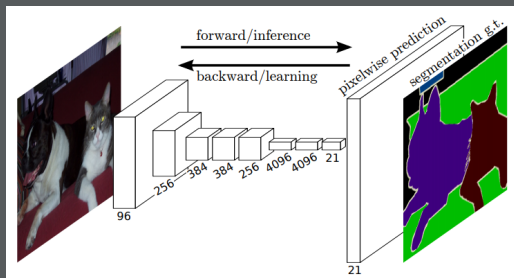 forward/inference
backward/learning
pixelwise prediction
segmentation g.t.
96
256
384
384
256
4096
4096
21
21